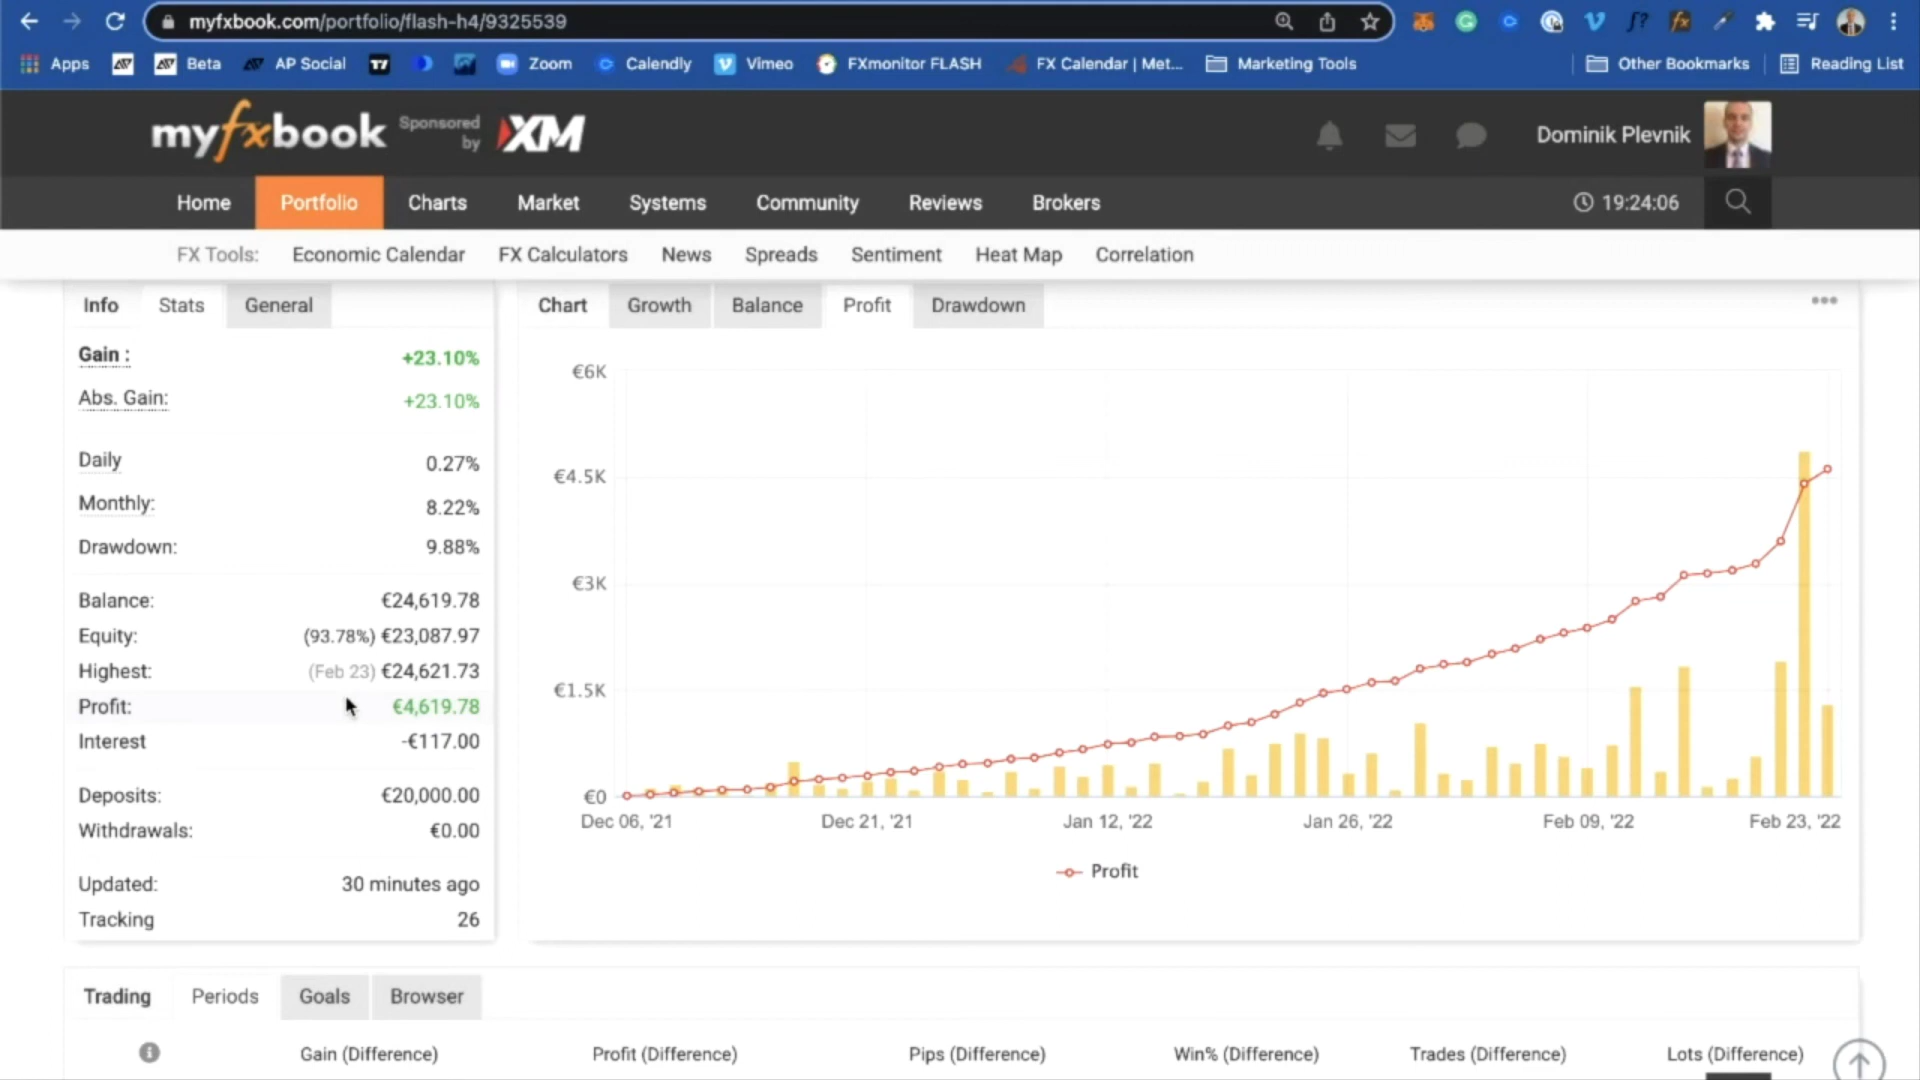 myfxbook.com/portfolio/flash-h4/9325539
Apps Beta AP Social Zoom Calendly Vimeo FXmonitor FLASH FX Calendar | Met... Marketing Tools Other Bookmarks Reading List
myfxbook Sponsored by XM Dominik Plevnik
Home Portfolio Charts Market Systems Community Reviews Brokers 19:24:06
FX Tools: Economic Calendar FX Calculators News Spreads Sentiment Heat Map Correlation
Info Stats General
Gain : +23.10%
Abs. Gain: +23.10%
Daily 0.27%
Monthly: 8.22%
Drawdown: 9.88%
Balance: €24,619.78
Equity: (93.78%) €23,087.97
Highest: (Feb 23) €24,621.73
Profit: €4,619.78
Interest -€117.00
Deposits: €20,000.00
Withdrawals: €0.00
Updated: 30 minutes ago
Tracking 26
Chart Growth Balance Profit Drawdown
€6K
€4.5K
€3K
€1.5K
€0
Dec 06, '21 Dec 21, '21 Jan 12, '22 Jan 26, '22 Feb 09, '22 Feb 23, '22
Profit
Trading Periods Goals Browser
Gain (Difference) Profit (Difference) Pips (Difference) Win% (Difference) Trades (Difference) Lots (Difference)